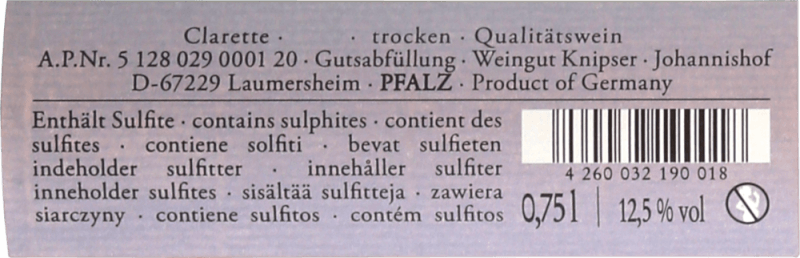 Clarette · · trocken · Qualitätswein
A.P.Nr. 5 128 029 0001 20 · Gutsabfüllung · Weingut Knipser · Johannishof
D-67229 Laumersheim · PFALZ · Product of Germany
Enthält Sulfite · contains sulphites · contient des
sulfites · contiene solfiti · bevat sulfieten
indeholder sulfitter · innehåller sulfiter
inneholder sulfites · sisältää sulfitteja · zawiera
siarczyny · contiene sulfitos · contém sulfitos
4 260 032 190 018
0,75 l | 12,5 % vol